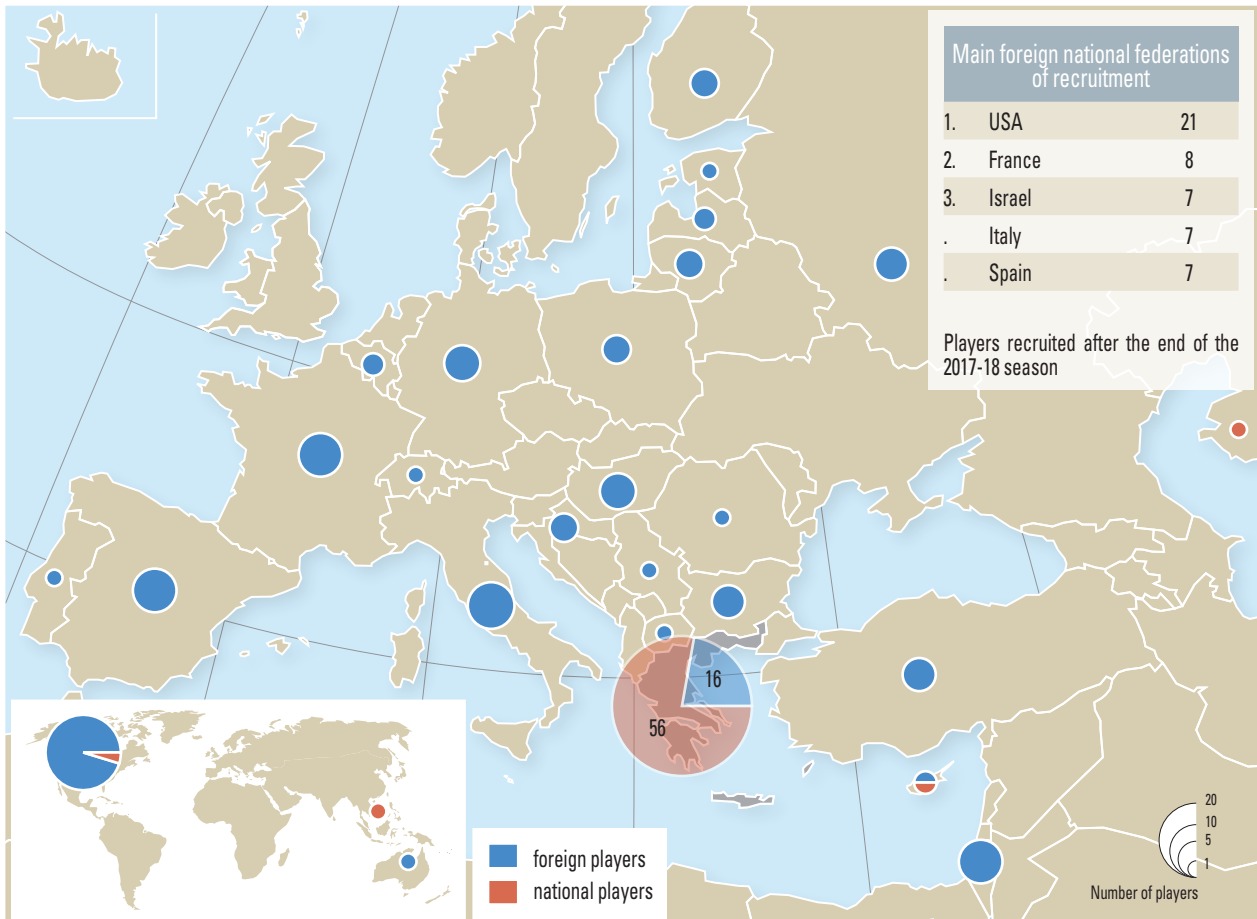 Main foreign national federations
of recruitment
1. USA 21
2. France 8
3. Israel 7
. Italy 7
. Spain 7
Players recruited after the end of the
2017-18 season
16
56
foreign players
national players
20
10
5
1
Number of players